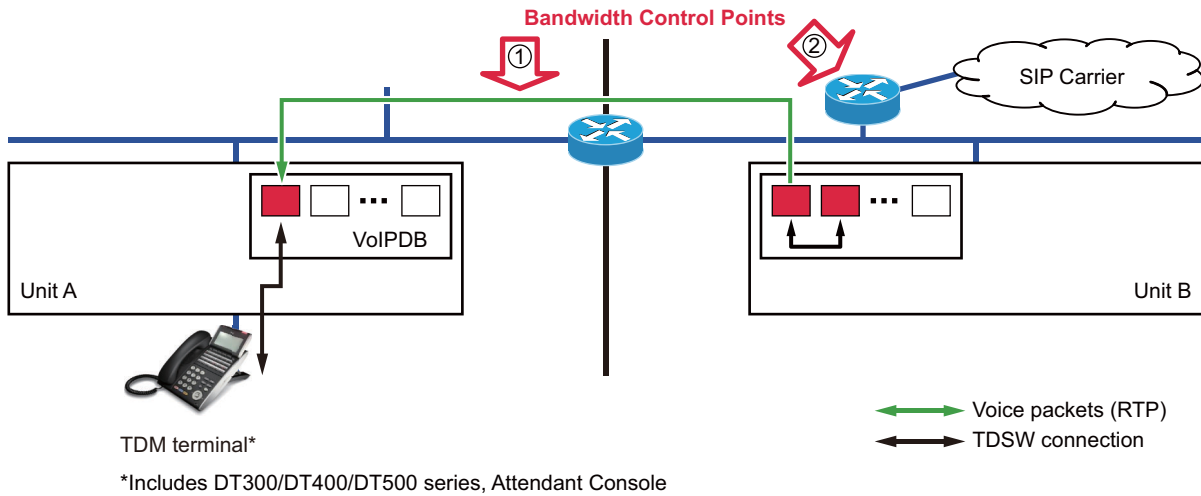 Bandwidth Control Points
①
②
SIP Carrier
VoIPDB
Unit A
Unit B
Voice packets (RTP)
TDM terminal*
TDSW connection
*Includes DT300/DT400/DT500 series, Attendant Console